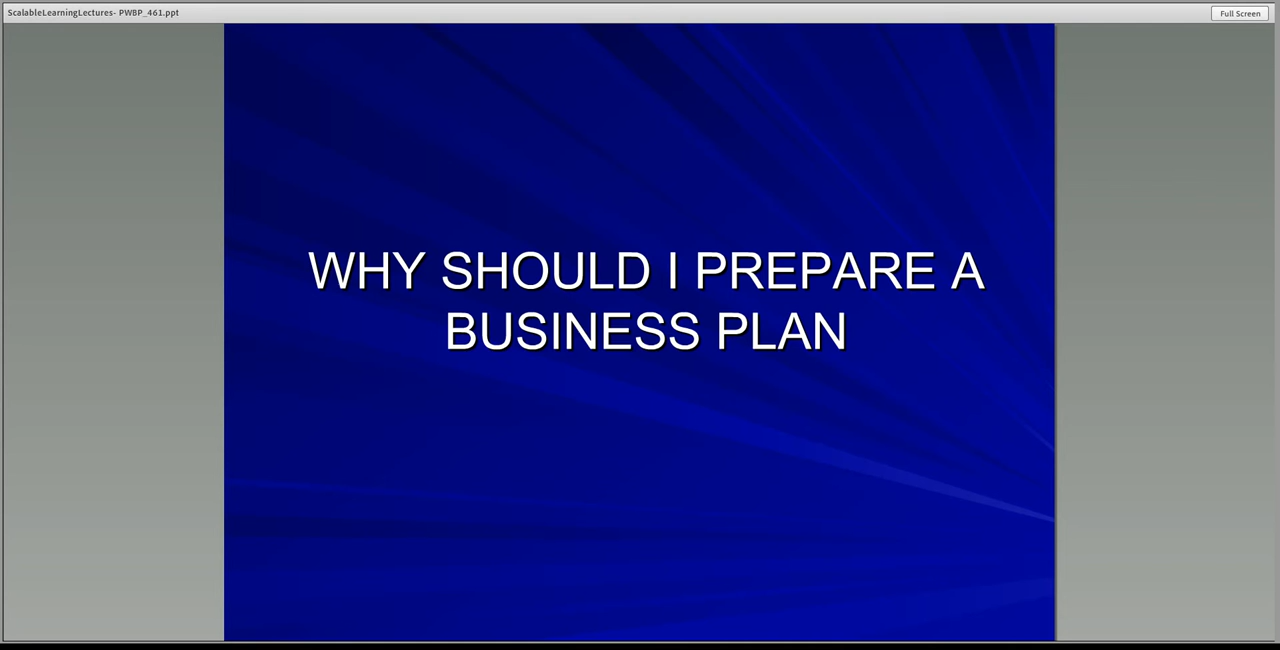 ScalableLearningLectures- PWBP_461.ppt
Full Screen
WHY SHOULD I PREPARE A
BUSINESS PLAN